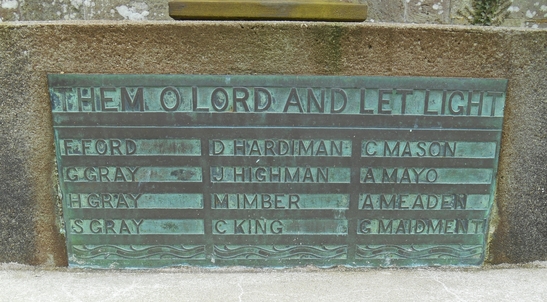 THEM O LORD AND LET LIGHT
F FORD D HARDIMAN C MASON
G GRAY J HIGHMAN A MAYO
H GRAY M IMBER A MEADEN
S GRAY C KING G MAIDMENT